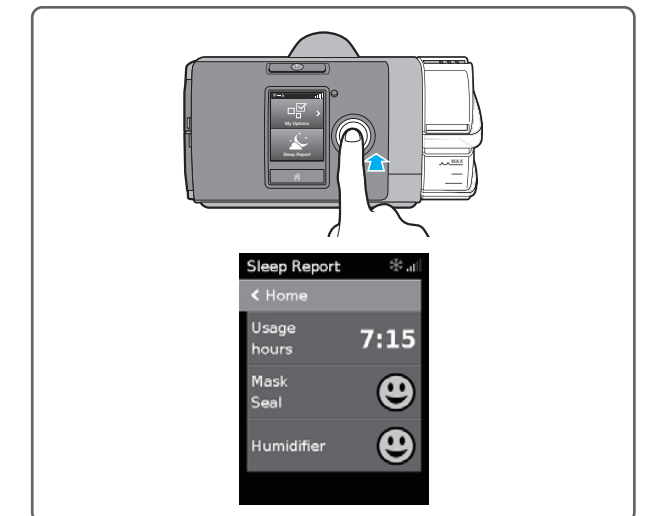 My Options
Sleep Report
MAX
Sleep Report
< Home
Usage
hours
7:15
Mask
Seal
Humidifier